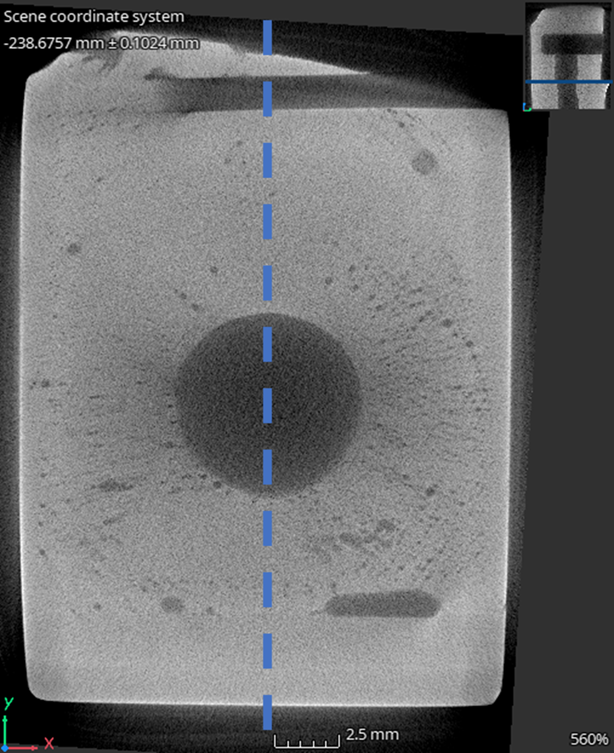 Scene coordinate system
-238.6757 mm ± 0.1024 mm
y
x
2.5 mm
560%